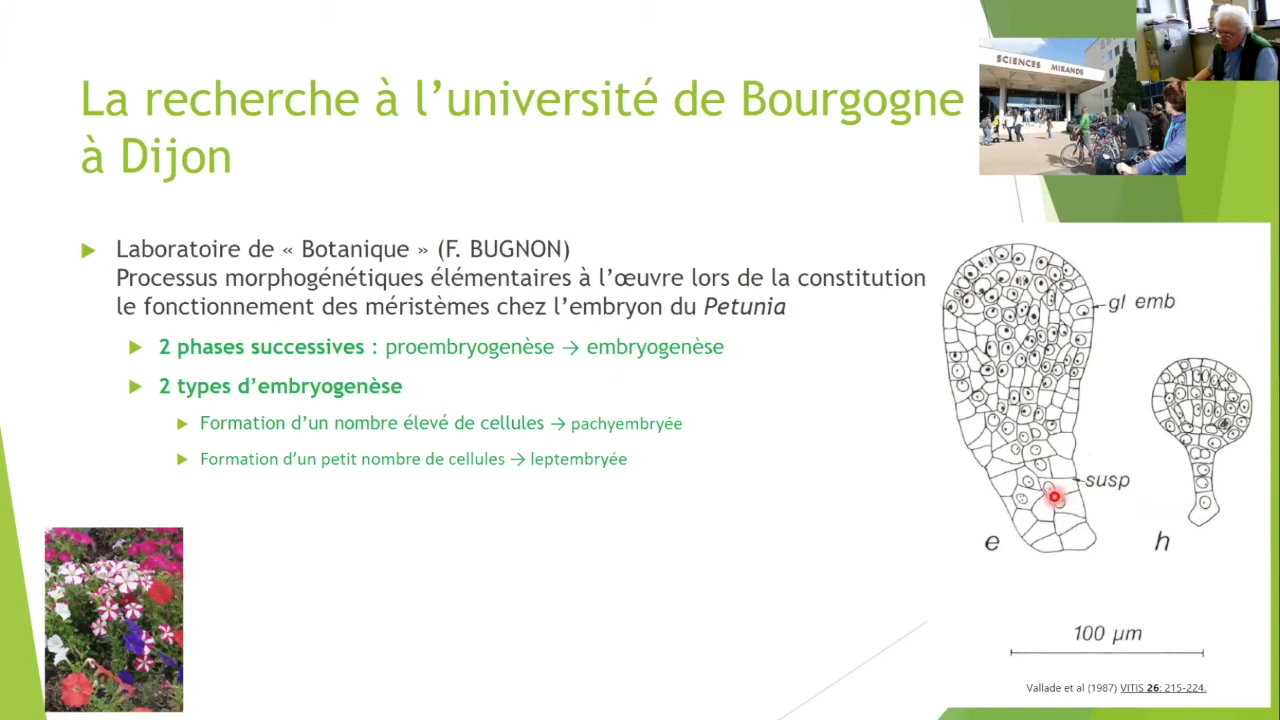 La recherche à l’université de Bourgogne
à Dijon
SCIENCES MIRANDE
Laboratoire de « Botanique » (F. BUGNON)
Processus morphogénétiques élémentaires à l’œuvre lors de la constitution
le fonctionnement des méristèmes chez l’embryon du Petunia
2 phases successives : proembryogenèse → embryogenèse
2 types d’embryogenèse
Formation d’un nombre élevé de cellules → pachyembryée
Formation d’un petit nombre de cellules → leptembryée
gl emb
susp
e
h
100 µm
Vallade et al (1987) VITIS 26: 215-224.